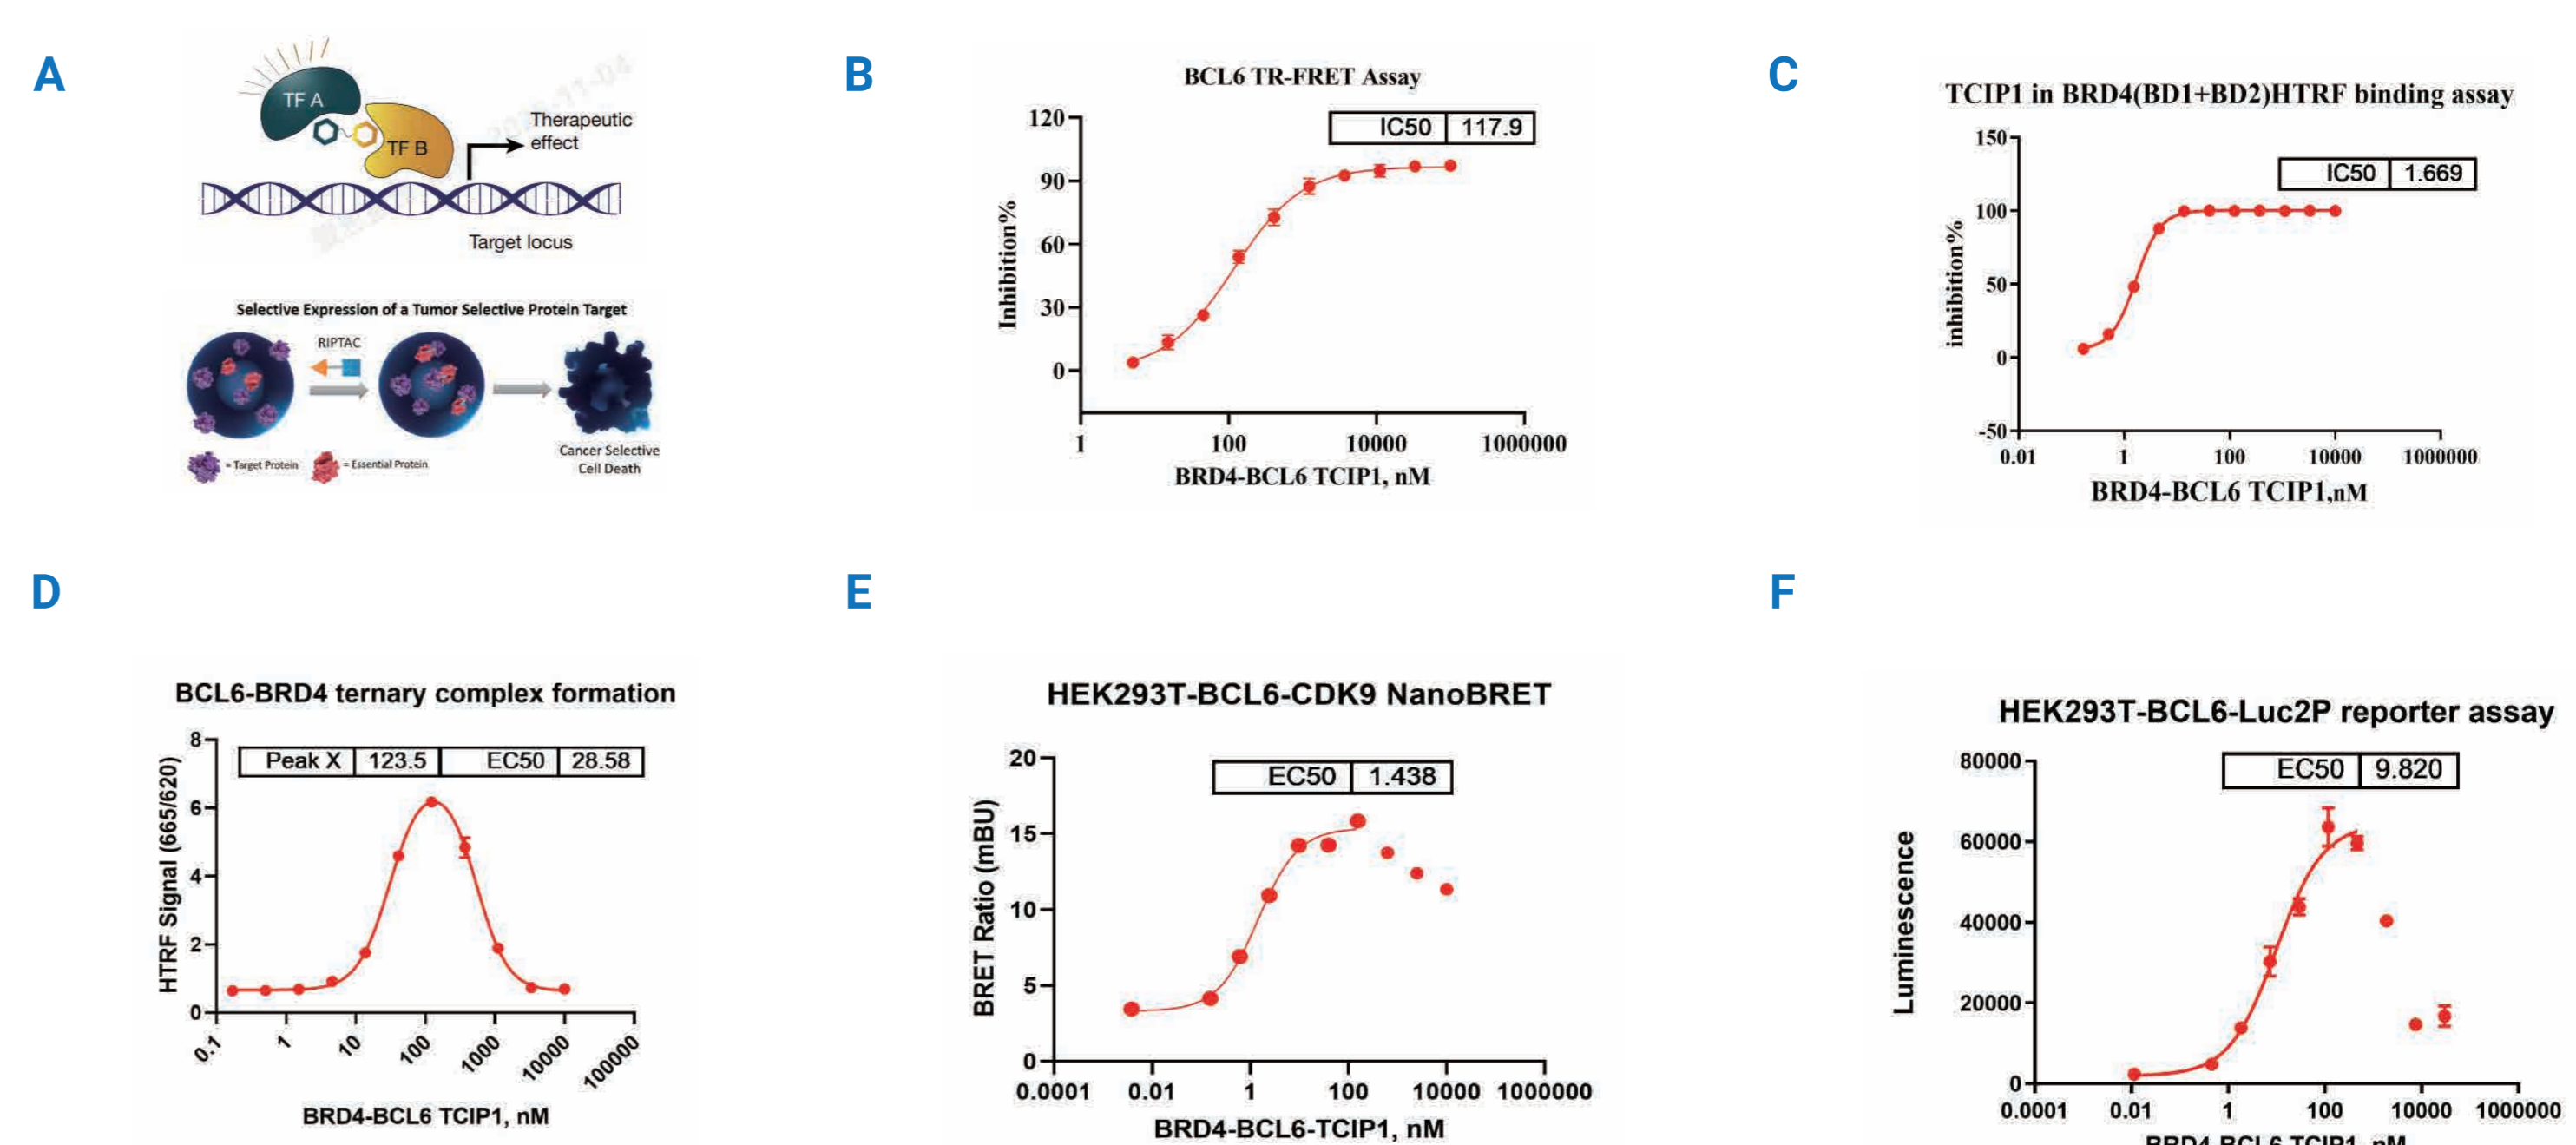 A
TF A
TF B
Therapeutic
effect
Target locus
Selective Expression of a Tumor Selective Protein Target
RIPTAC
= Target Protein
= Essential Protein
Cancer Selective
Cell Death
B
BCL6 TR-FRET Assay
IC50 117.9
Inhibition%
120
90
60
30
0
1 100 10000 1000000
BRD4-BCL6 TCIP1, nM
C
TCIP1 in BRD4(BD1+BD2)HTRF binding assay
IC50 1.669
inhibition%
150
100
50
0
-50
0.01 1 100 10000 1000000
BRD4-BCL6 TCIP1,nM
D
BCL6-BRD4 ternary complex formation
Peak X 123.5 EC50 28.58
HTRF Signal (665/620)
8
6
4
2
0
0.1 1 10 100 1000 10000 100000
BRD4-BCL6 TCIP1, nM
E
HEK293T-BCL6-CDK9 NanoBRET
EC50 1.438
BRET Ratio (mBU)
20
15
10
5
0
0.0001 0.01 1 100 10000 1000000
BRD4-BCL6-TCIP1, nM
F
HEK293T-BCL6-Luc2P reporter assay
EC50 9.820
Luminescence
80000
60000
40000
20000
0
0.0001 0.01 1 100 10000 1000000
BRD4-BCL6 TCIP1, nM